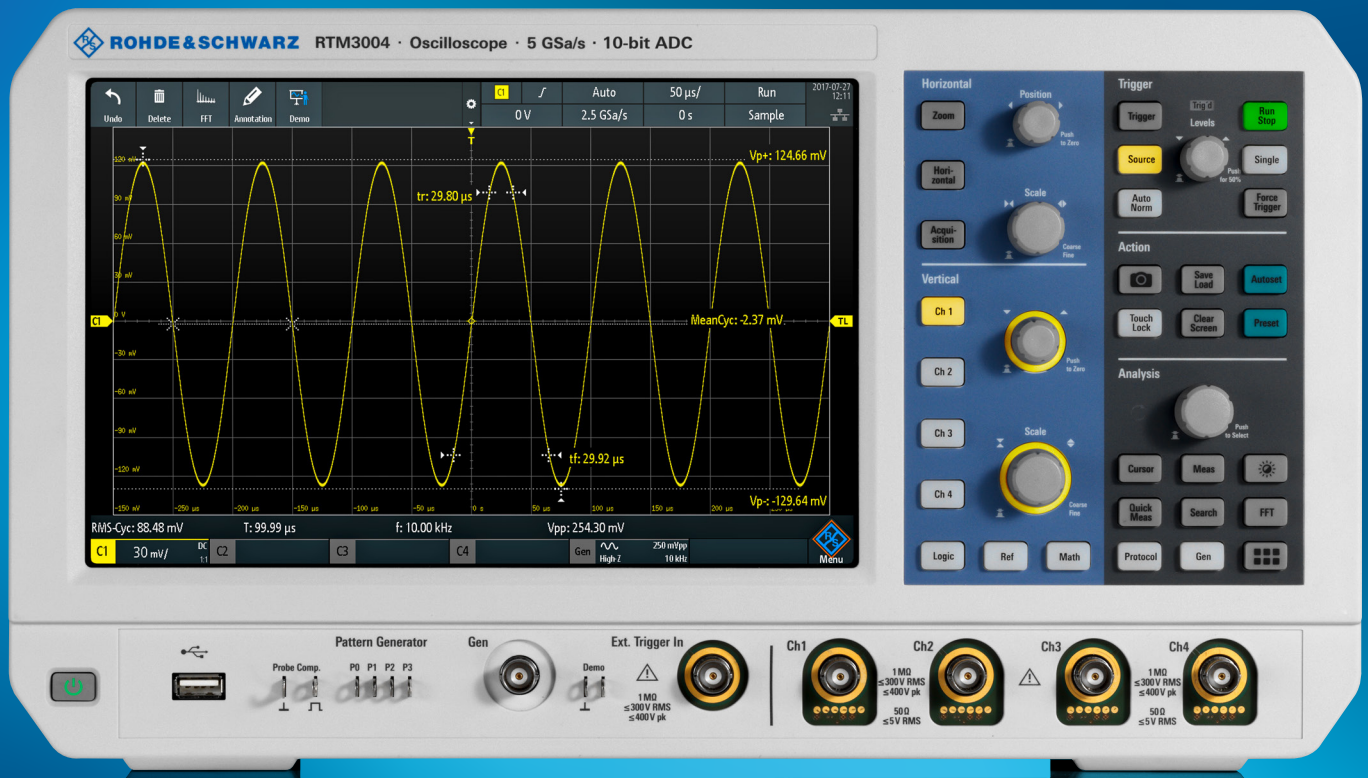 ROHDE & SCHWARZ RTM3004 · Oscilloscope · 5 GSa/s · 10-bit ADC
Undo Delete FFT Annotation Demo
C1 Auto 50 µs/ Run
0 V 2.5 GSa/s 0 s Sample
2017-07-27
12:11
T
120 mV
90 mV
60 mV
30 mV
0 V
-30 mV
-60 mV
-90 mV
-120 mV
-150 mV
Vp+: 124.66 mV
tr: 29.80 µs
C1
MeanCyc: -2.37 mV
TL
tf: 29.92 µs
Vp-: -129.64 mV
-250 µs -200 µs -150 µs -100 µs -50 µs 0 s 50 µs 100 µs 150 µs 200 µs
RMS-Cyc: 88.48 mV T: 99.99 µs f: 10.00 kHz Vpp: 254.30 mV
C1 30 mV/ DC 1:1 C2 C3 C4 Gen High-Z 250 mVpp 10 kHz
R&S
Menu
Horizontal
Position
Zoom
Push
to Zero
Hori-
zontal
Scale
Acqui-
sition
Coarse
Fine
Vertical
Ch 1
Push
to Zero
Ch 2
Ch 3
Scale
Ch 4
Coarse
Fine
Logic Ref Math
Trigger
Trigger
Trig'd
Levels
Run
Stop
Source
Push
for 50%
Single
Auto
Norm
Force
Trigger
Action
Save
Load
Autoset
Touch
Lock
Clear
Screen
Preset
Analysis
Push
to Select
Cursor Meas
Quick
Meas
Search FFT
Protocol Gen
Pattern Generator
Probe Comp. P0 P1 P2 P3
Gen
Demo
Ext. Trigger In
1 MΩ
≤300 V RMS
≤400 V pk
Ch1
Ch2
1 MΩ
≤300 V RMS
≤400 V pk
50 Ω
≤5 V RMS
Ch3
Ch4
1 MΩ
≤300 V RMS
≤400 V pk
50 Ω
≤5 V RMS